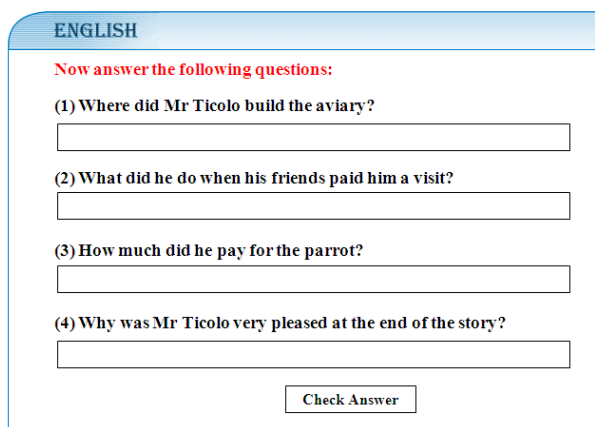 ENGLISH
Now answer the following questions:
(1) Where did Mr Ticolo build the aviary?
(2) What did he do when his friends paid him a visit?
(3) How much did he pay for the parrot?
(4) Why was Mr Ticolo very pleased at the end of the story?
Check Answer